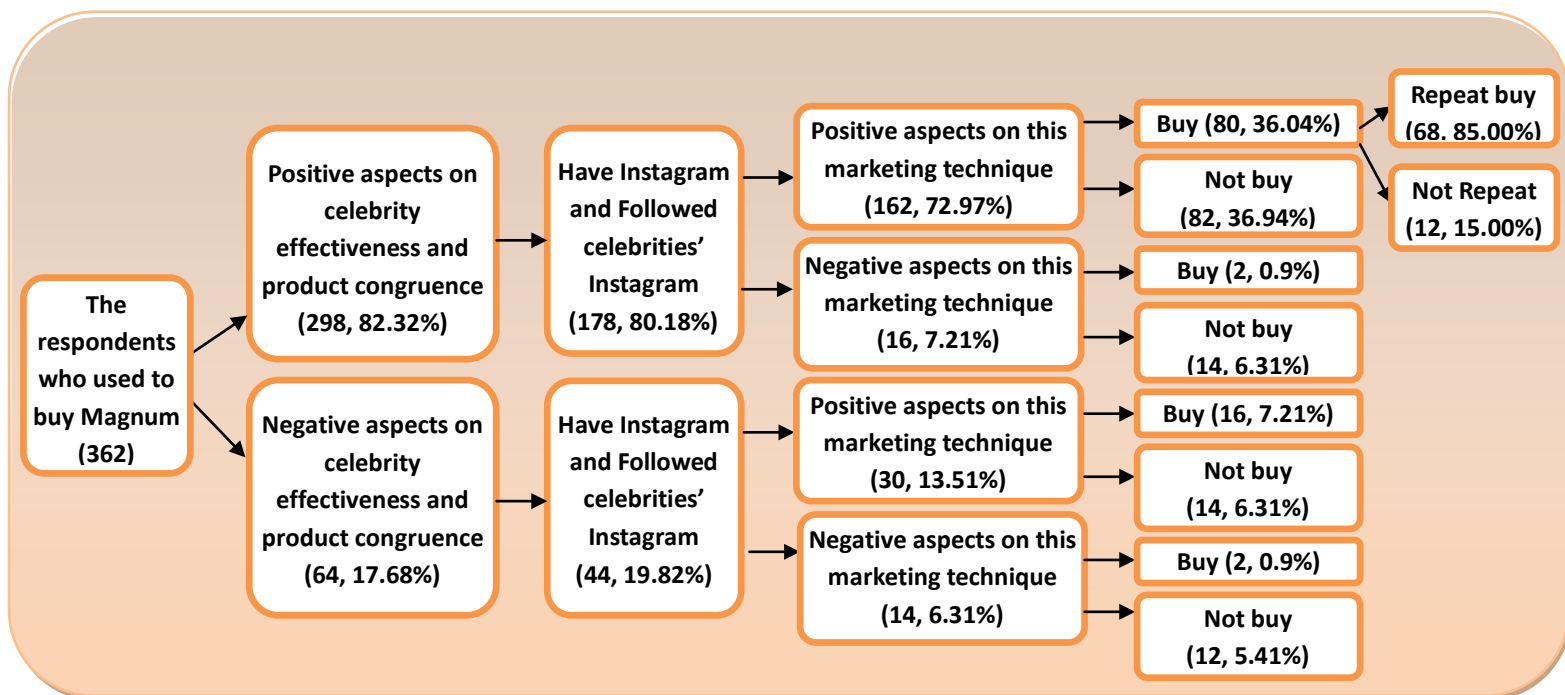 The
respondents
who used to
buy Magnum
(362)
Positive aspects on
celebrity
effectiveness and
product congruence
(298, 82.32%)
Negative aspects on
celebrity
effectiveness and
product congruence
(64, 17.68%)
Have Instagram
and Followed
celebrities’
Instagram
(178, 80.18%)
Have Instagram
and Followed
celebrities’
Instagram
(44, 19.82%)
Positive aspects on this
marketing technique
(162, 72.97%)
Negative aspects on this
marketing technique
(16, 7.21%)
Positive aspects on this
marketing technique
(30, 13.51%)
Negative aspects on this
marketing technique
(14, 6.31%)
Buy (80, 36.04%)
Not buy
(82, 36.94%)
Buy (2, 0.9%)
Not buy
(14, 6.31%)
Buy (16, 7.21%)
Not buy
(14, 6.31%)
Buy (2, 0.9%)
Not buy
(12, 5.41%)
Repeat buy
(68. 85.00%)
Not Repeat
(12, 15.00%)